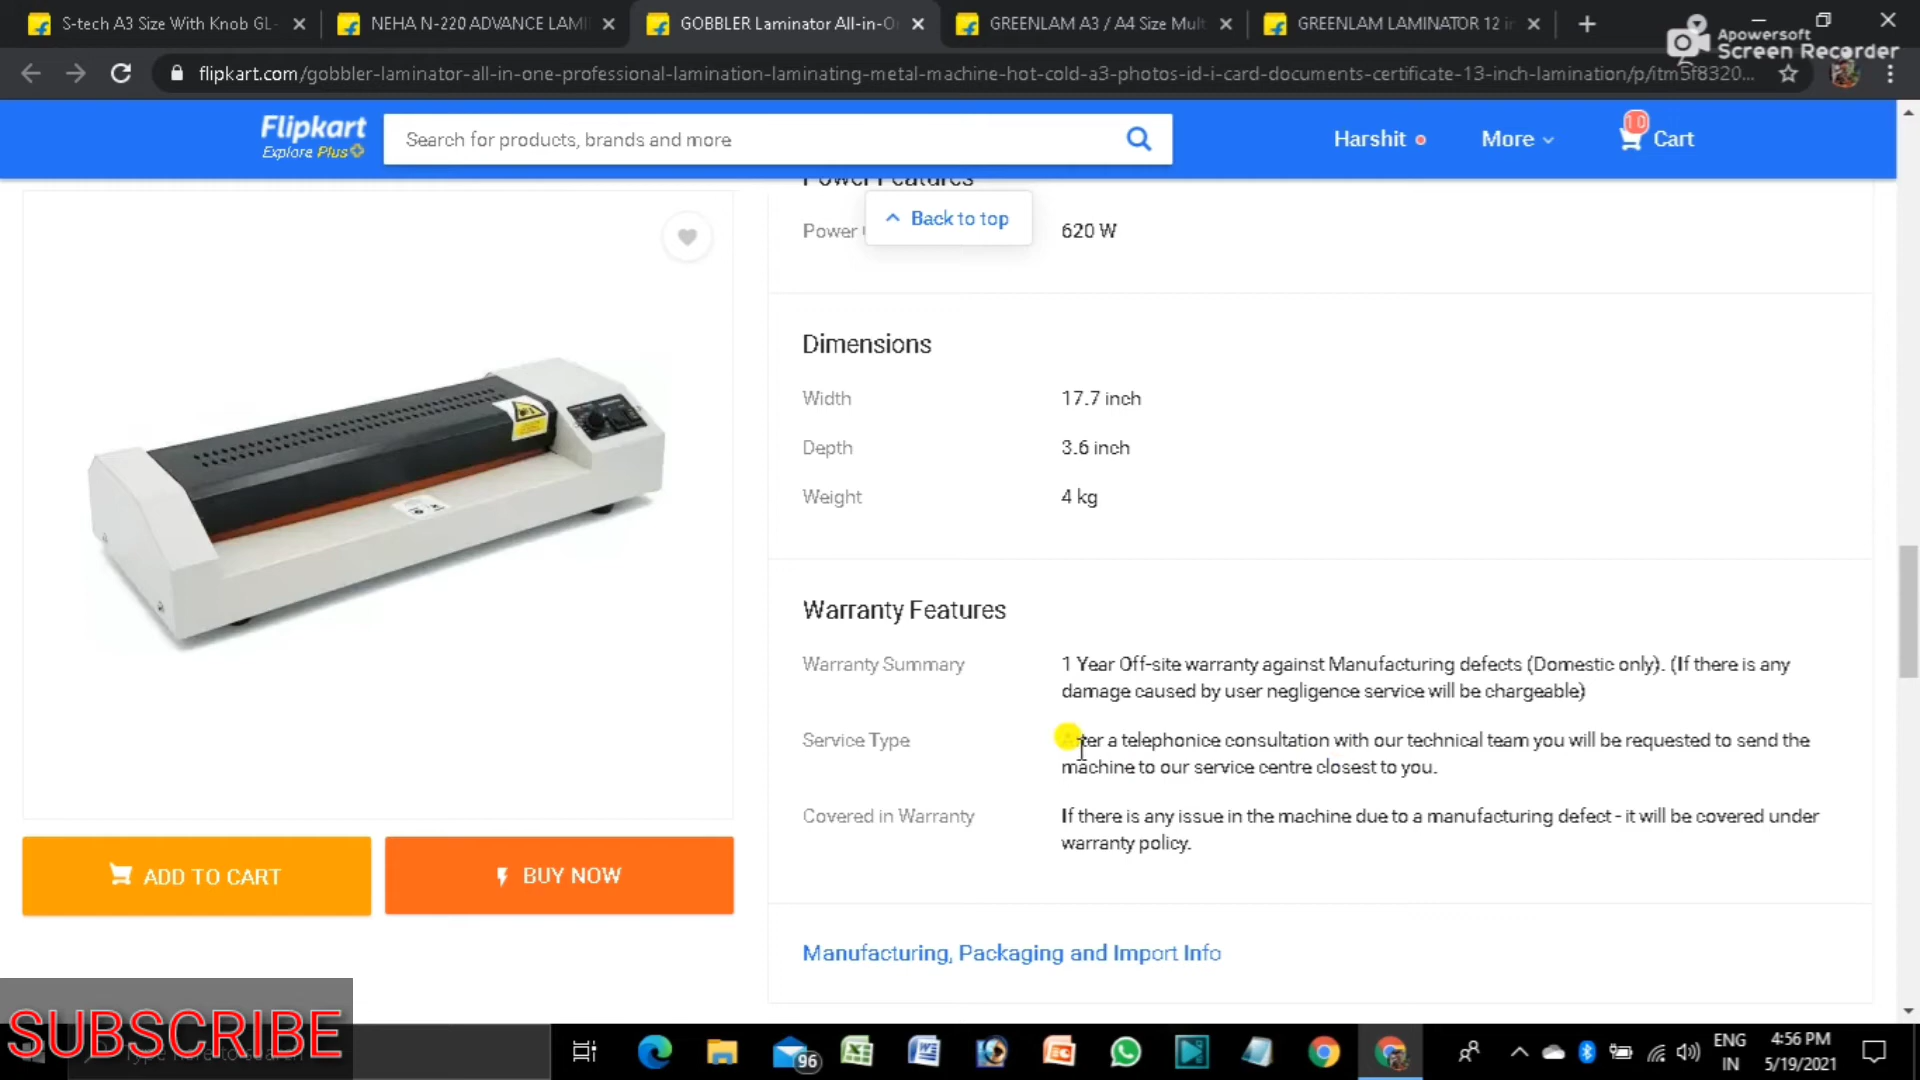 S-tech A3 Size With Knob GL-
NEHA N-220 ADVANCE LAMI
GOBBLER Laminator All-in-O
GREENLAM A3 / A4 Size Mult
GREENLAM LAMINATOR 12 in
Apowersoft
Screen Recorder
flipkart.com/gobbler-laminator-all-in-one-professional-lamination-laminating-metal-machine-hot-cold-a3-photos-id-i-card-documents-certificate-13-inch-lamination/p/itm5f8320...
Flipkart
Explore Plus
Search for products, brands and more
Harshit
More
10
Cart
Power Features
Back to top
Power
620 W
Dimensions
Width 17.7 inch
Depth 3.6 inch
Weight 4 kg
Warranty Features
Warranty Summary
1 Year Off-site warranty against Manufacturing defects (Domestic only). (If there is any
damage caused by user negligence service will be chargeable)
Service Type
After a telephonice consultation with our technical team you will be requested to send the
machine to our service centre closest to you.
Covered in Warranty
If there is any issue in the machine due to a manufacturing defect - it will be covered under
warranty policy.
ADD TO CART
BUY NOW
Manufacturing, Packaging and Import Info
SUBSCRIBE
Type here to search
96
ENG
IN
4:56 PM
5/19/2021